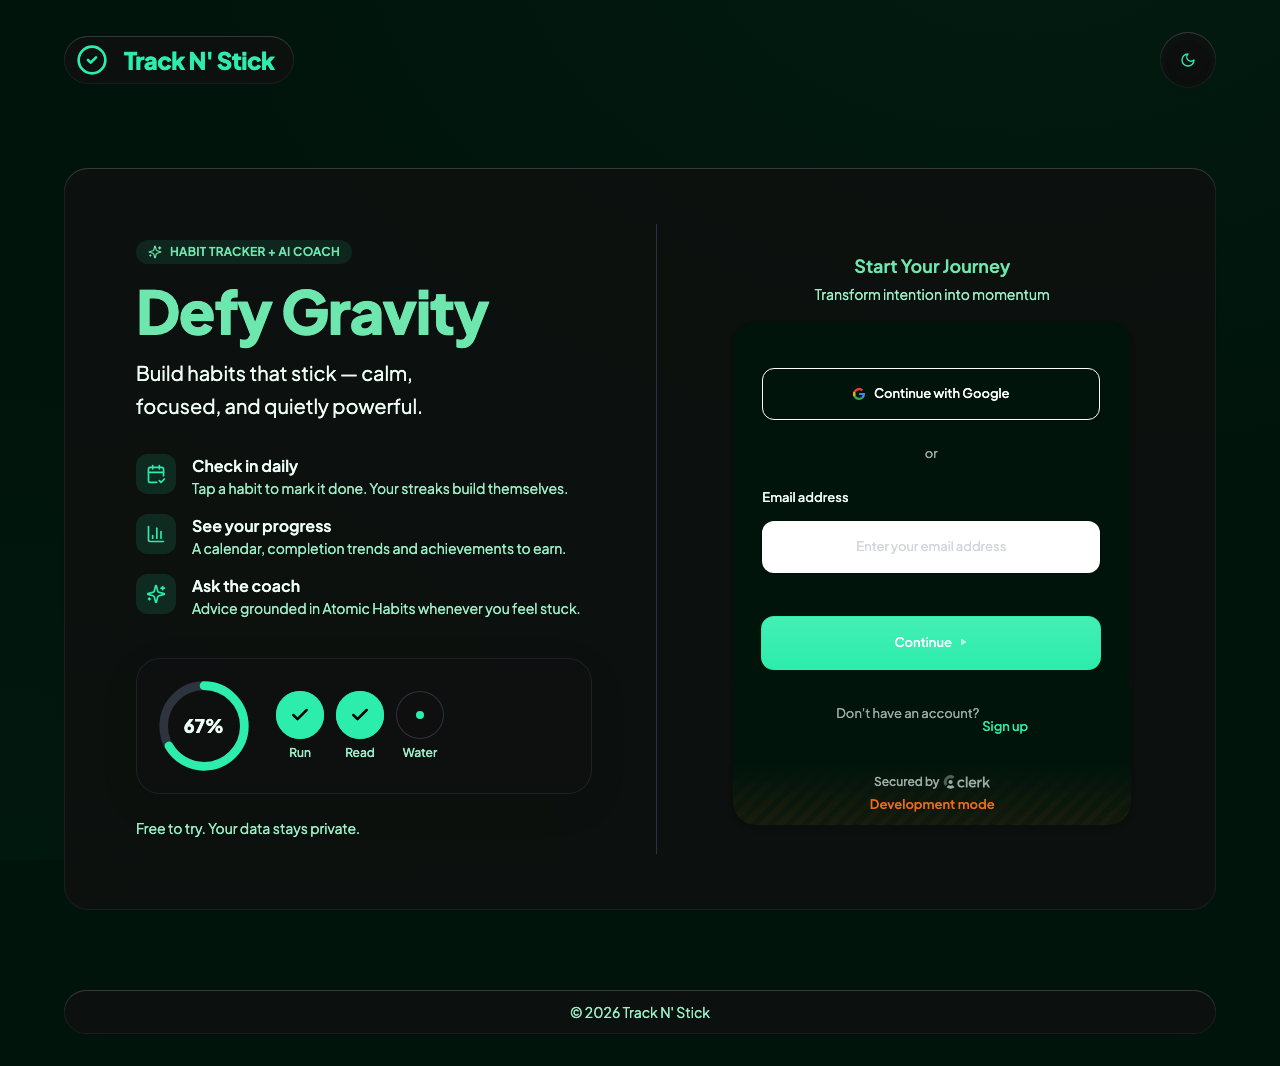 Track N' Stick
HABIT TRACKER + AI COACH
Defy Gravity
Build habits that stick — calm,
focused, and quietly powerful.
Check in daily
Tap a habit to mark it done. Your streaks build themselves.
See your progress
A calendar, completion trends and achievements to earn.
Ask the coach
Advice grounded in Atomic Habits whenever you feel stuck.
67%
Run
Read
Water
Free to try. Your data stays private.
Start Your Journey
Transform intention into momentum
Continue with Google
or
Email address
Enter your email address
Continue
Don't have an account?
Sign up
Secured by clerk
Development mode
© 2026 Track N' Stick